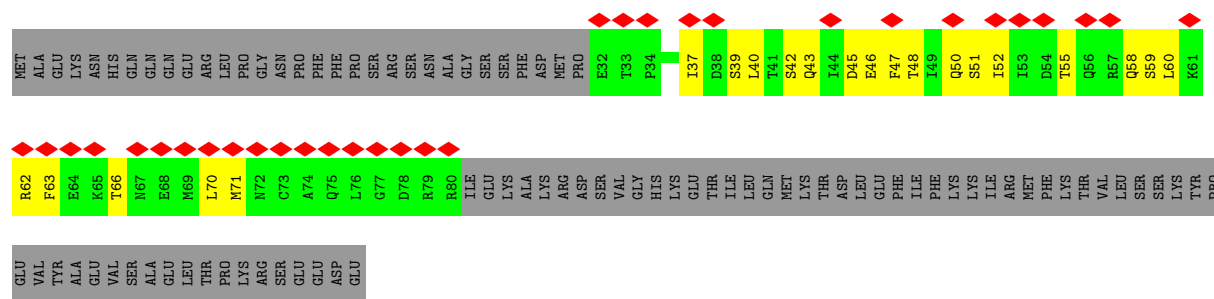 MET ALA GLU LYS ASN HIS GLN GLN GLN GLU ARG LEU PRO GLY ASN PRO PHE PHE PRO SER ARG SER ASN ALA GLY SER SER PHE ASP MET PRO E32 T33 P34 I37 D38 S39 L40 T41 S42 Q43 I44 D45 E46 F47 T48 I49 Q50 S51 I52 I53 D54 T55 Q56 R57 Q58 S59 L60 K61
R62 F63 E64 K65 T66 N67 E68 M69 L70 M71 N72 C73 A74 Q75 L76 G77 D78 R79 R80 ILE GLU LYS ALA LYS ARG ASP SER VAL GLY HIS LYS GLU THR ILE LEU GLN MET LYS THR ASP LEU GLU PHE ILE PHE LYS LYS ILE ARG MET PHE LYS THR VAL LEU SER SER LYS TYR PRO
GLU VAL TYR ALA GLU VAL SER ALA GLU LEU THR PRO LYS ARG SER GLU GLU ASP GLU